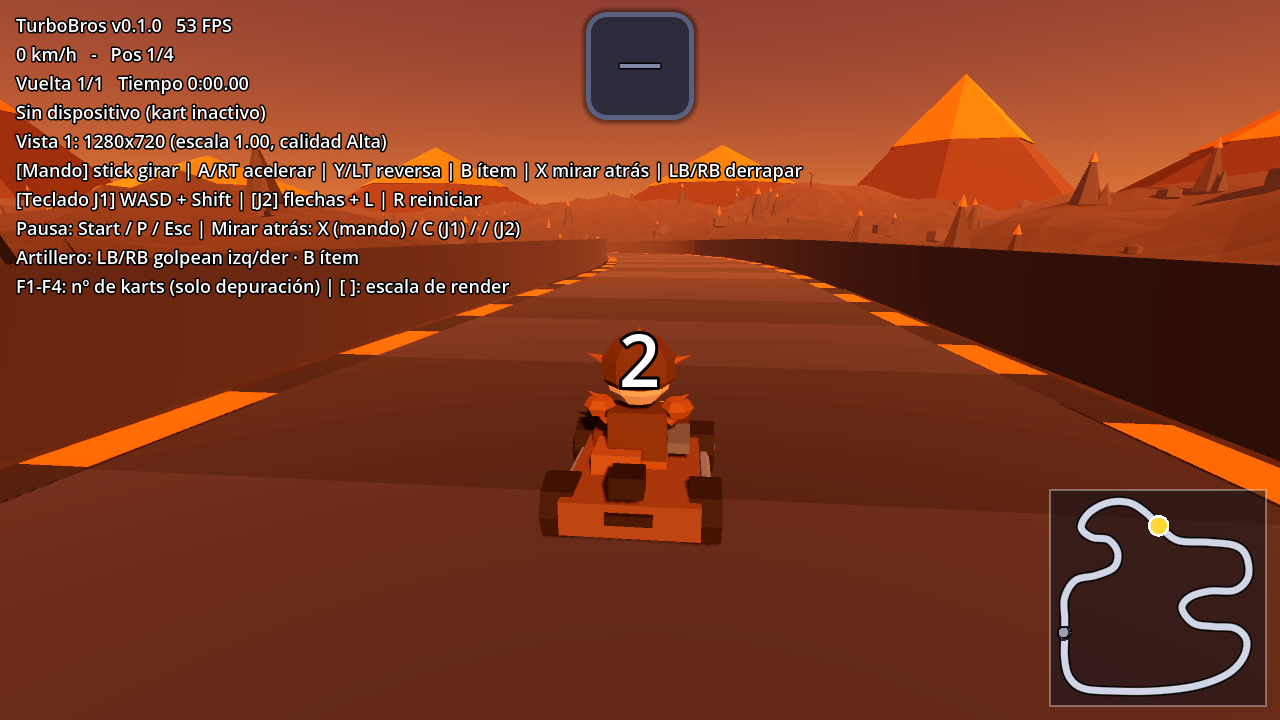 TurboBros v0.1.0   53 FPS
0 km/h   -   Pos 1/4
Vuelta 1/1   Tiempo 0:00.00
Sin dispositivo (kart inactivo)
Vista 1: 1280x720 (escala 1.00, calidad Alta)
[Mando] stick girar | A/RT acelerar | Y/LT reversa | B ítem | X mirar atrás | LB/RB derrapar
[Teclado J1] WASD + Shift | [J2] flechas + L | R reiniciar
Pausa: Start / P / Esc | Mirar atrás: X (mando) / C (J1) / / (J2)
Artillero: LB/RB golpean izq/der · B ítem
F1-F4: nº de karts (solo depuración) | [ ]: escala de render
—
2